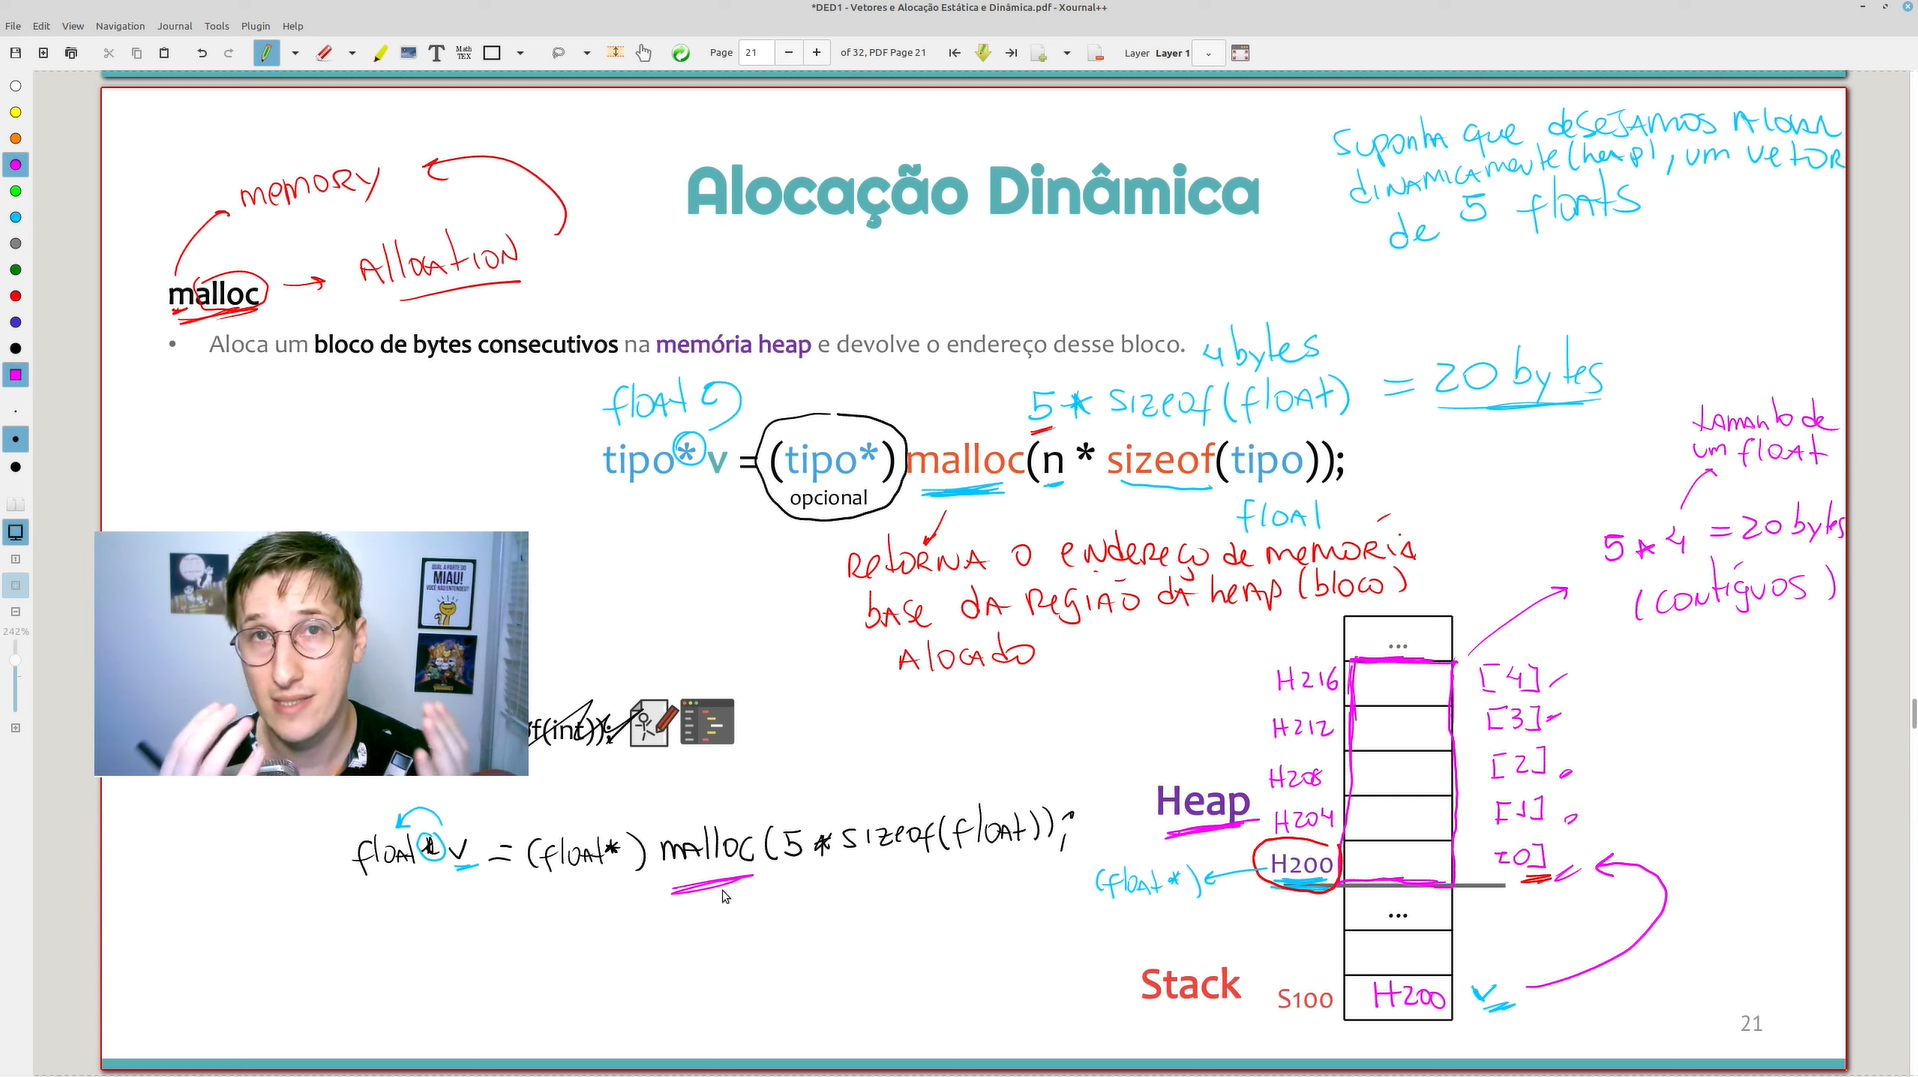 *DED1 - Vetores e Alocação Estática e Dinâmica.pdf - Xournal++
File Edit View Navigation Journal Tools Plugin Help
Page 21 of 32, PDF Page 21 Layer Layer 1
242%
Suponha que desejamos alocar
dinamicamente (heap), um vetor
de 5 floats
Alocação Dinâmica
memory
Allocation
malloc
• Aloca um bloco de bytes consecutivos na memória heap e devolve o endereço desse bloco.
4 bytes
float
5 * sizeof(float) = 20 bytes
tipo* v = (tipo*) malloc(n * sizeof(tipo));
opcional
float
tamanho de
um float
5 * 4 = 20 bytes
(contíguos)
Retorna o endereço de memória
base da região da heap (bloco)
alocado
QUAL A PARTE DO
MIAU!
VOCÊ NÃO ENTENDEU?
f(int));
float* v = (float*) malloc(5 * sizeof(float));
...
H216 [4]
H212 [3]
H208 [2]
Heap
H204 [1]
H200 [0]
(float*)
...
Stack
S100 H200 v
21